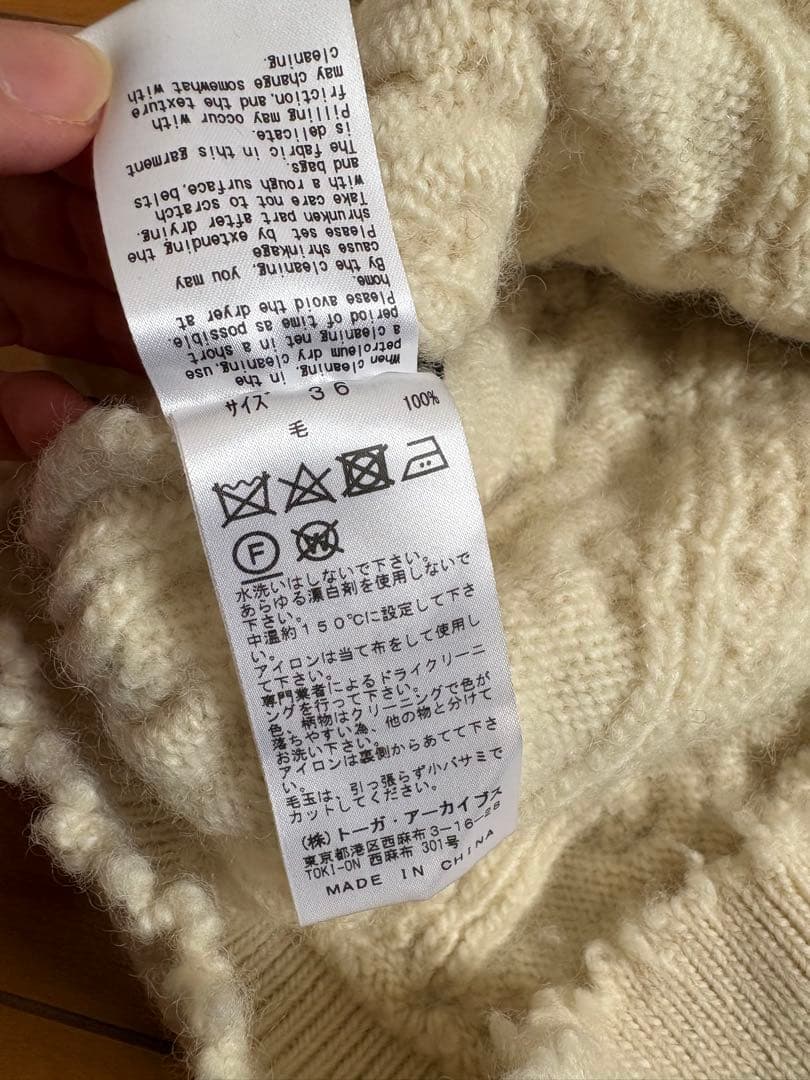 When in the
petroleum dry cleaning, use
a cleaning net in a short
period of time as possible.
Please avoid the dryer at
home.
By the cleaning, you may
cause shrinkage
Please set by extending the
shrunken part after drying.
Take care not to scratch
with a rough surface, belts
and bags.
The fabric in this garment
is delicate.
Pilling may occur with
friction, and the texture
may change somewhat with
cleaning.
サイズ 36
毛 100%
F W
水洗いはしないで下さい。
あらゆる漂白剤を使用しないで
下さい。
中温約150℃に設定して下さ
い。
アイロンは当て布をして使用し
て下さい。
専門業者によるドライクリーニ
ングを行って下さい。
色、柄物はクリーニングで色が
落ちやすい為、他の物と分けて
お洗い下さい。
アイロンは裏側からあてて下さ
い。
毛玉は、引っ張らず小バサミで
カットしてください。
(株)トーガ・アーカイブス
東京都港区西麻布3-16-28
TOKI-ON 西麻布 301号
MADE IN CHINA